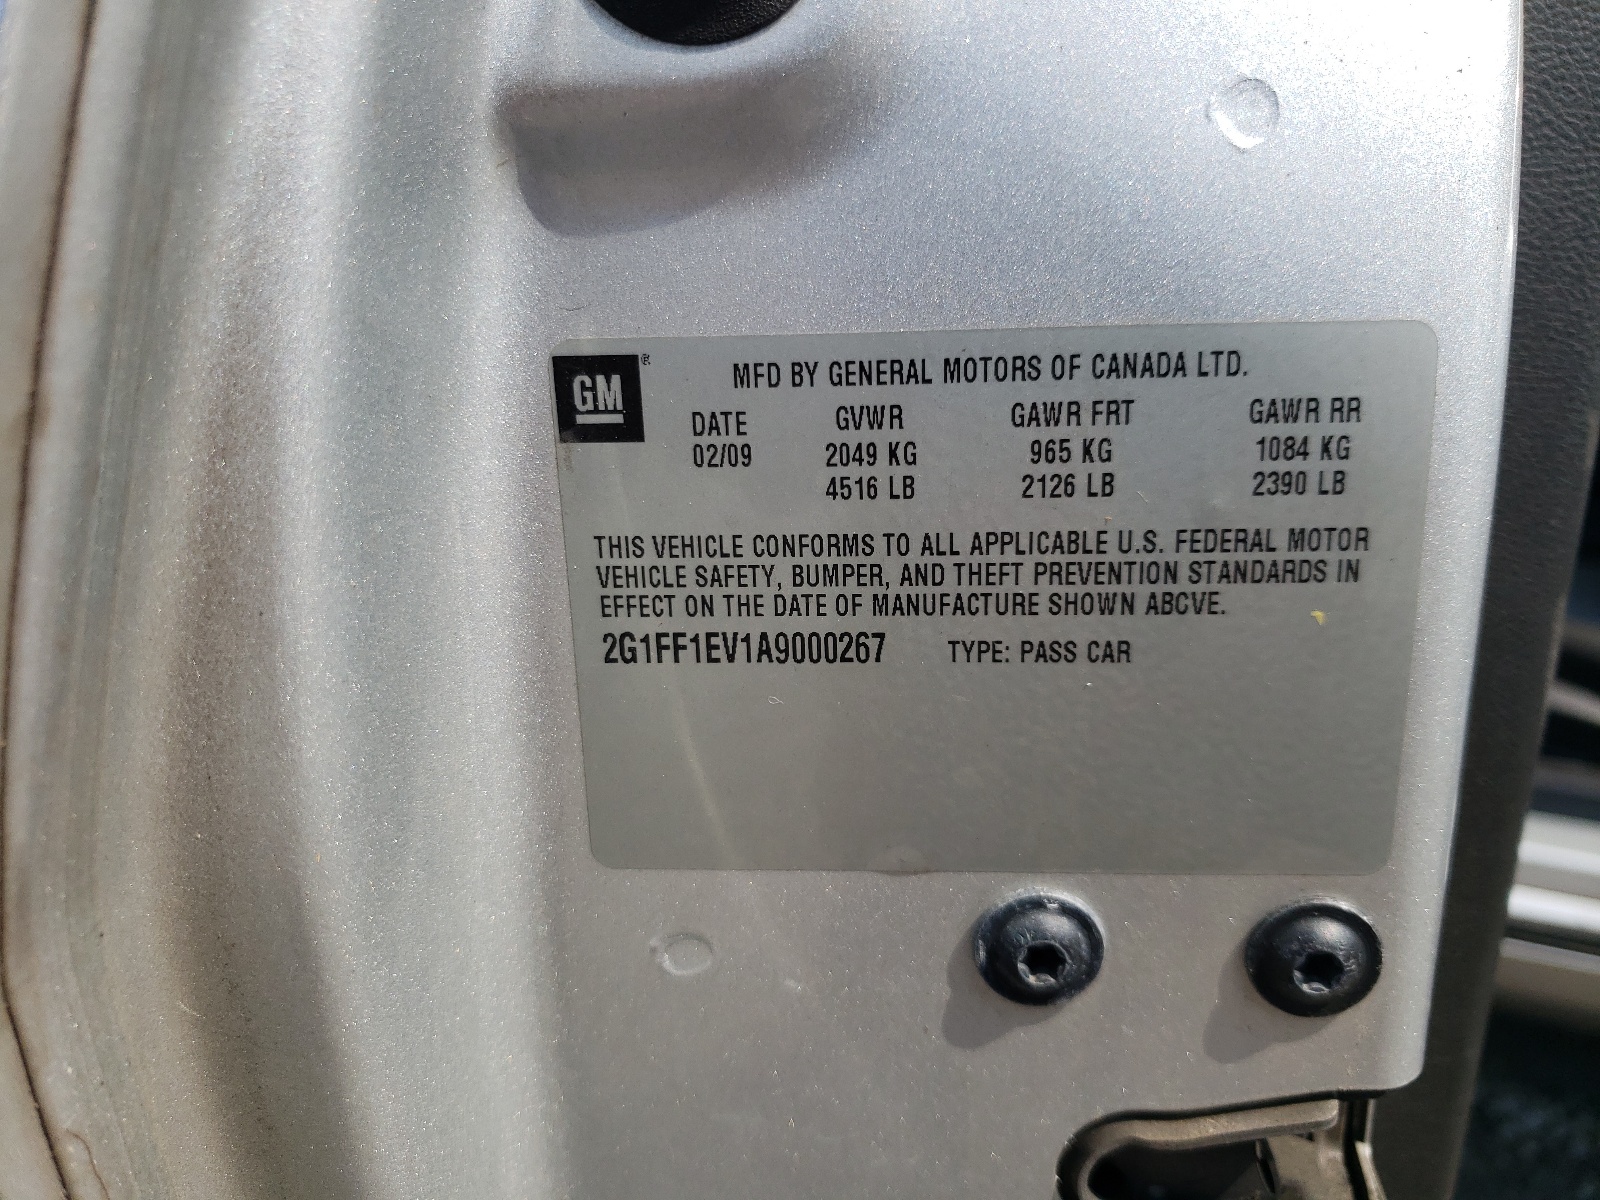 GM ®
MFD BY GENERAL MOTORS OF CANADA LTD.
DATE GVWR GAWR FRT GAWR RR
02/09 2049 KG 965 KG 1084 KG
4516 LB 2126 LB 2390 LB
THIS VEHICLE CONFORMS TO ALL APPLICABLE U.S. FEDERAL MOTOR
VEHICLE SAFETY, BUMPER, AND THEFT PREVENTION STANDARDS IN
EFFECT ON THE DATE OF MANUFACTURE SHOWN ABOVE.
2G1FF1EV1A9000267 TYPE: PASS CAR